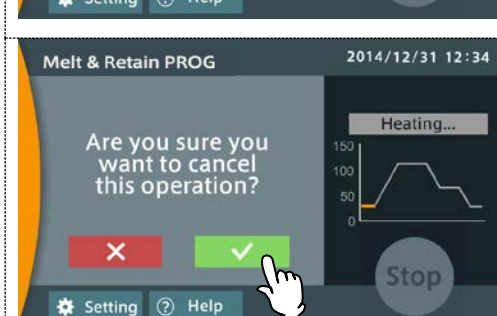 Setting ? Help
Melt & Retain PROG
2014/12/31 12:34
Are you sure you
want to cancel
this operation?
Heating...
150
100
50
0
Stop
Setting ? Help